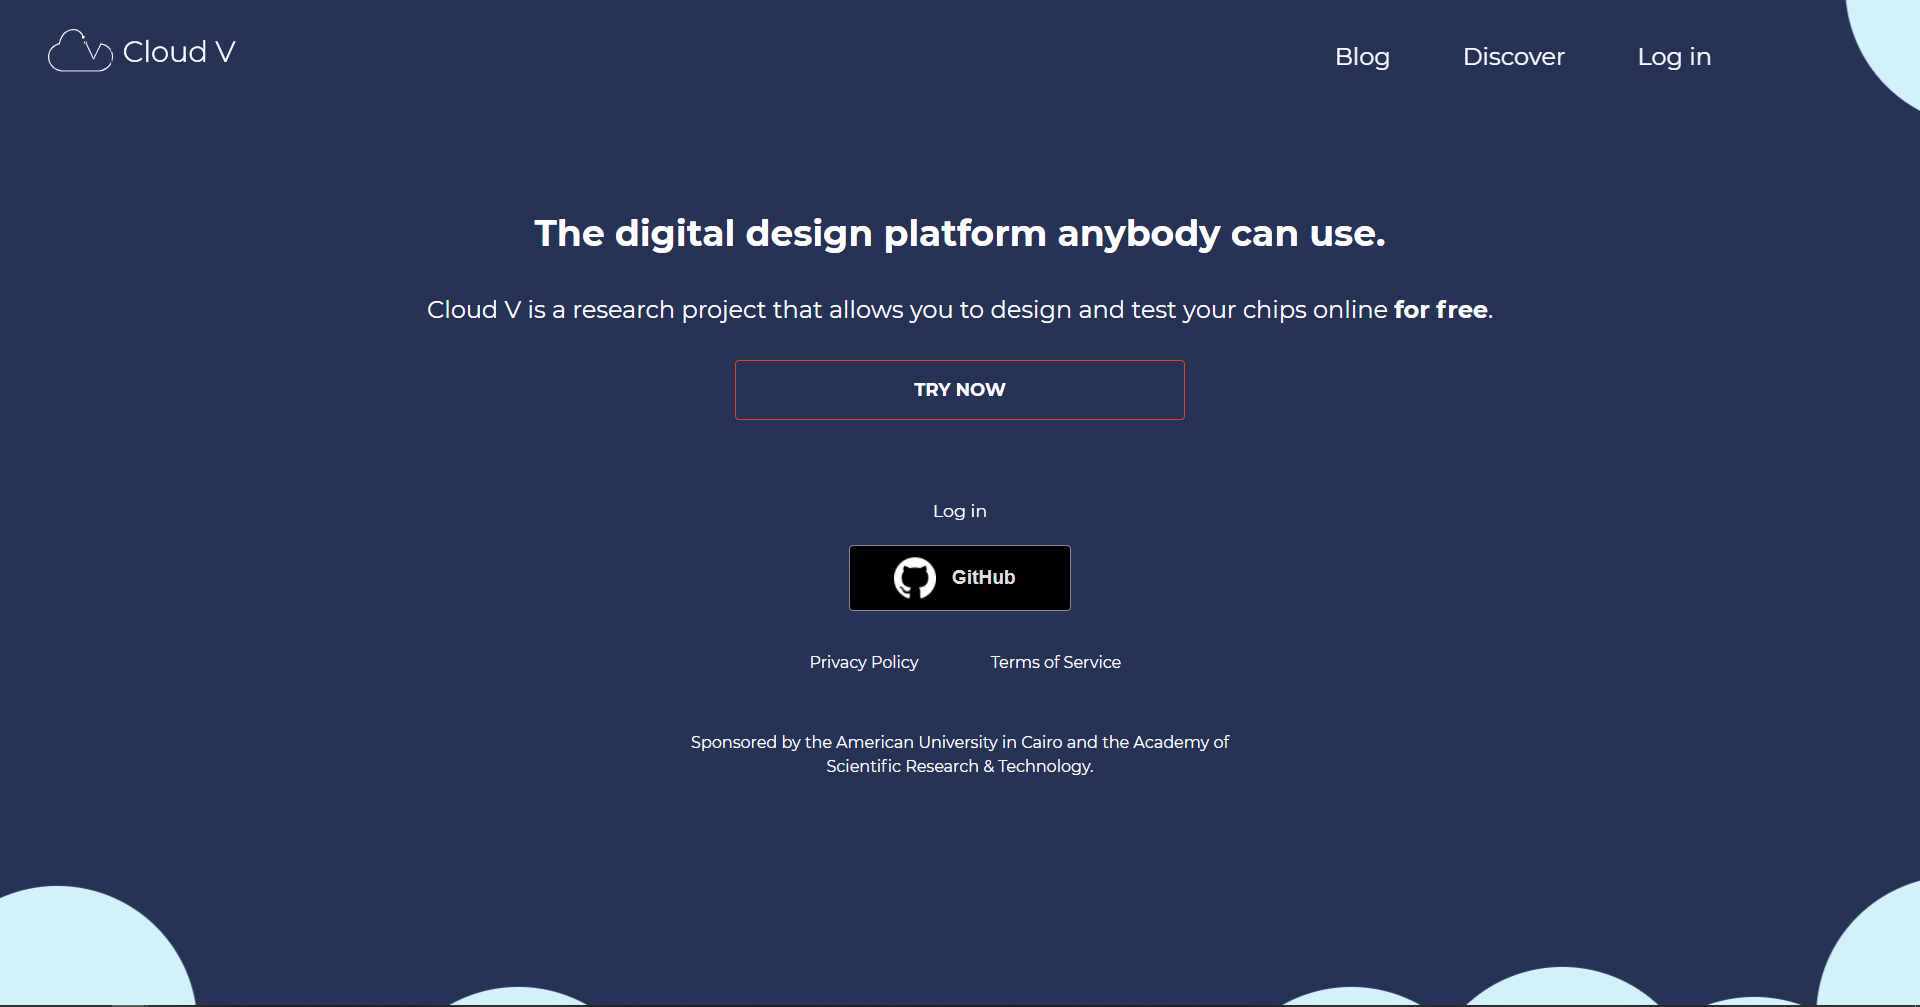 Cloud V
Blog
Discover
Log in
The digital design platform anybody can use.
Cloud V is a research project that allows you to design and test your chips online for free.
TRY NOW
Log in
GitHub
Privacy Policy
Terms of Service
Sponsored by the American University in Cairo and the Academy of
Scientific Research & Technology.